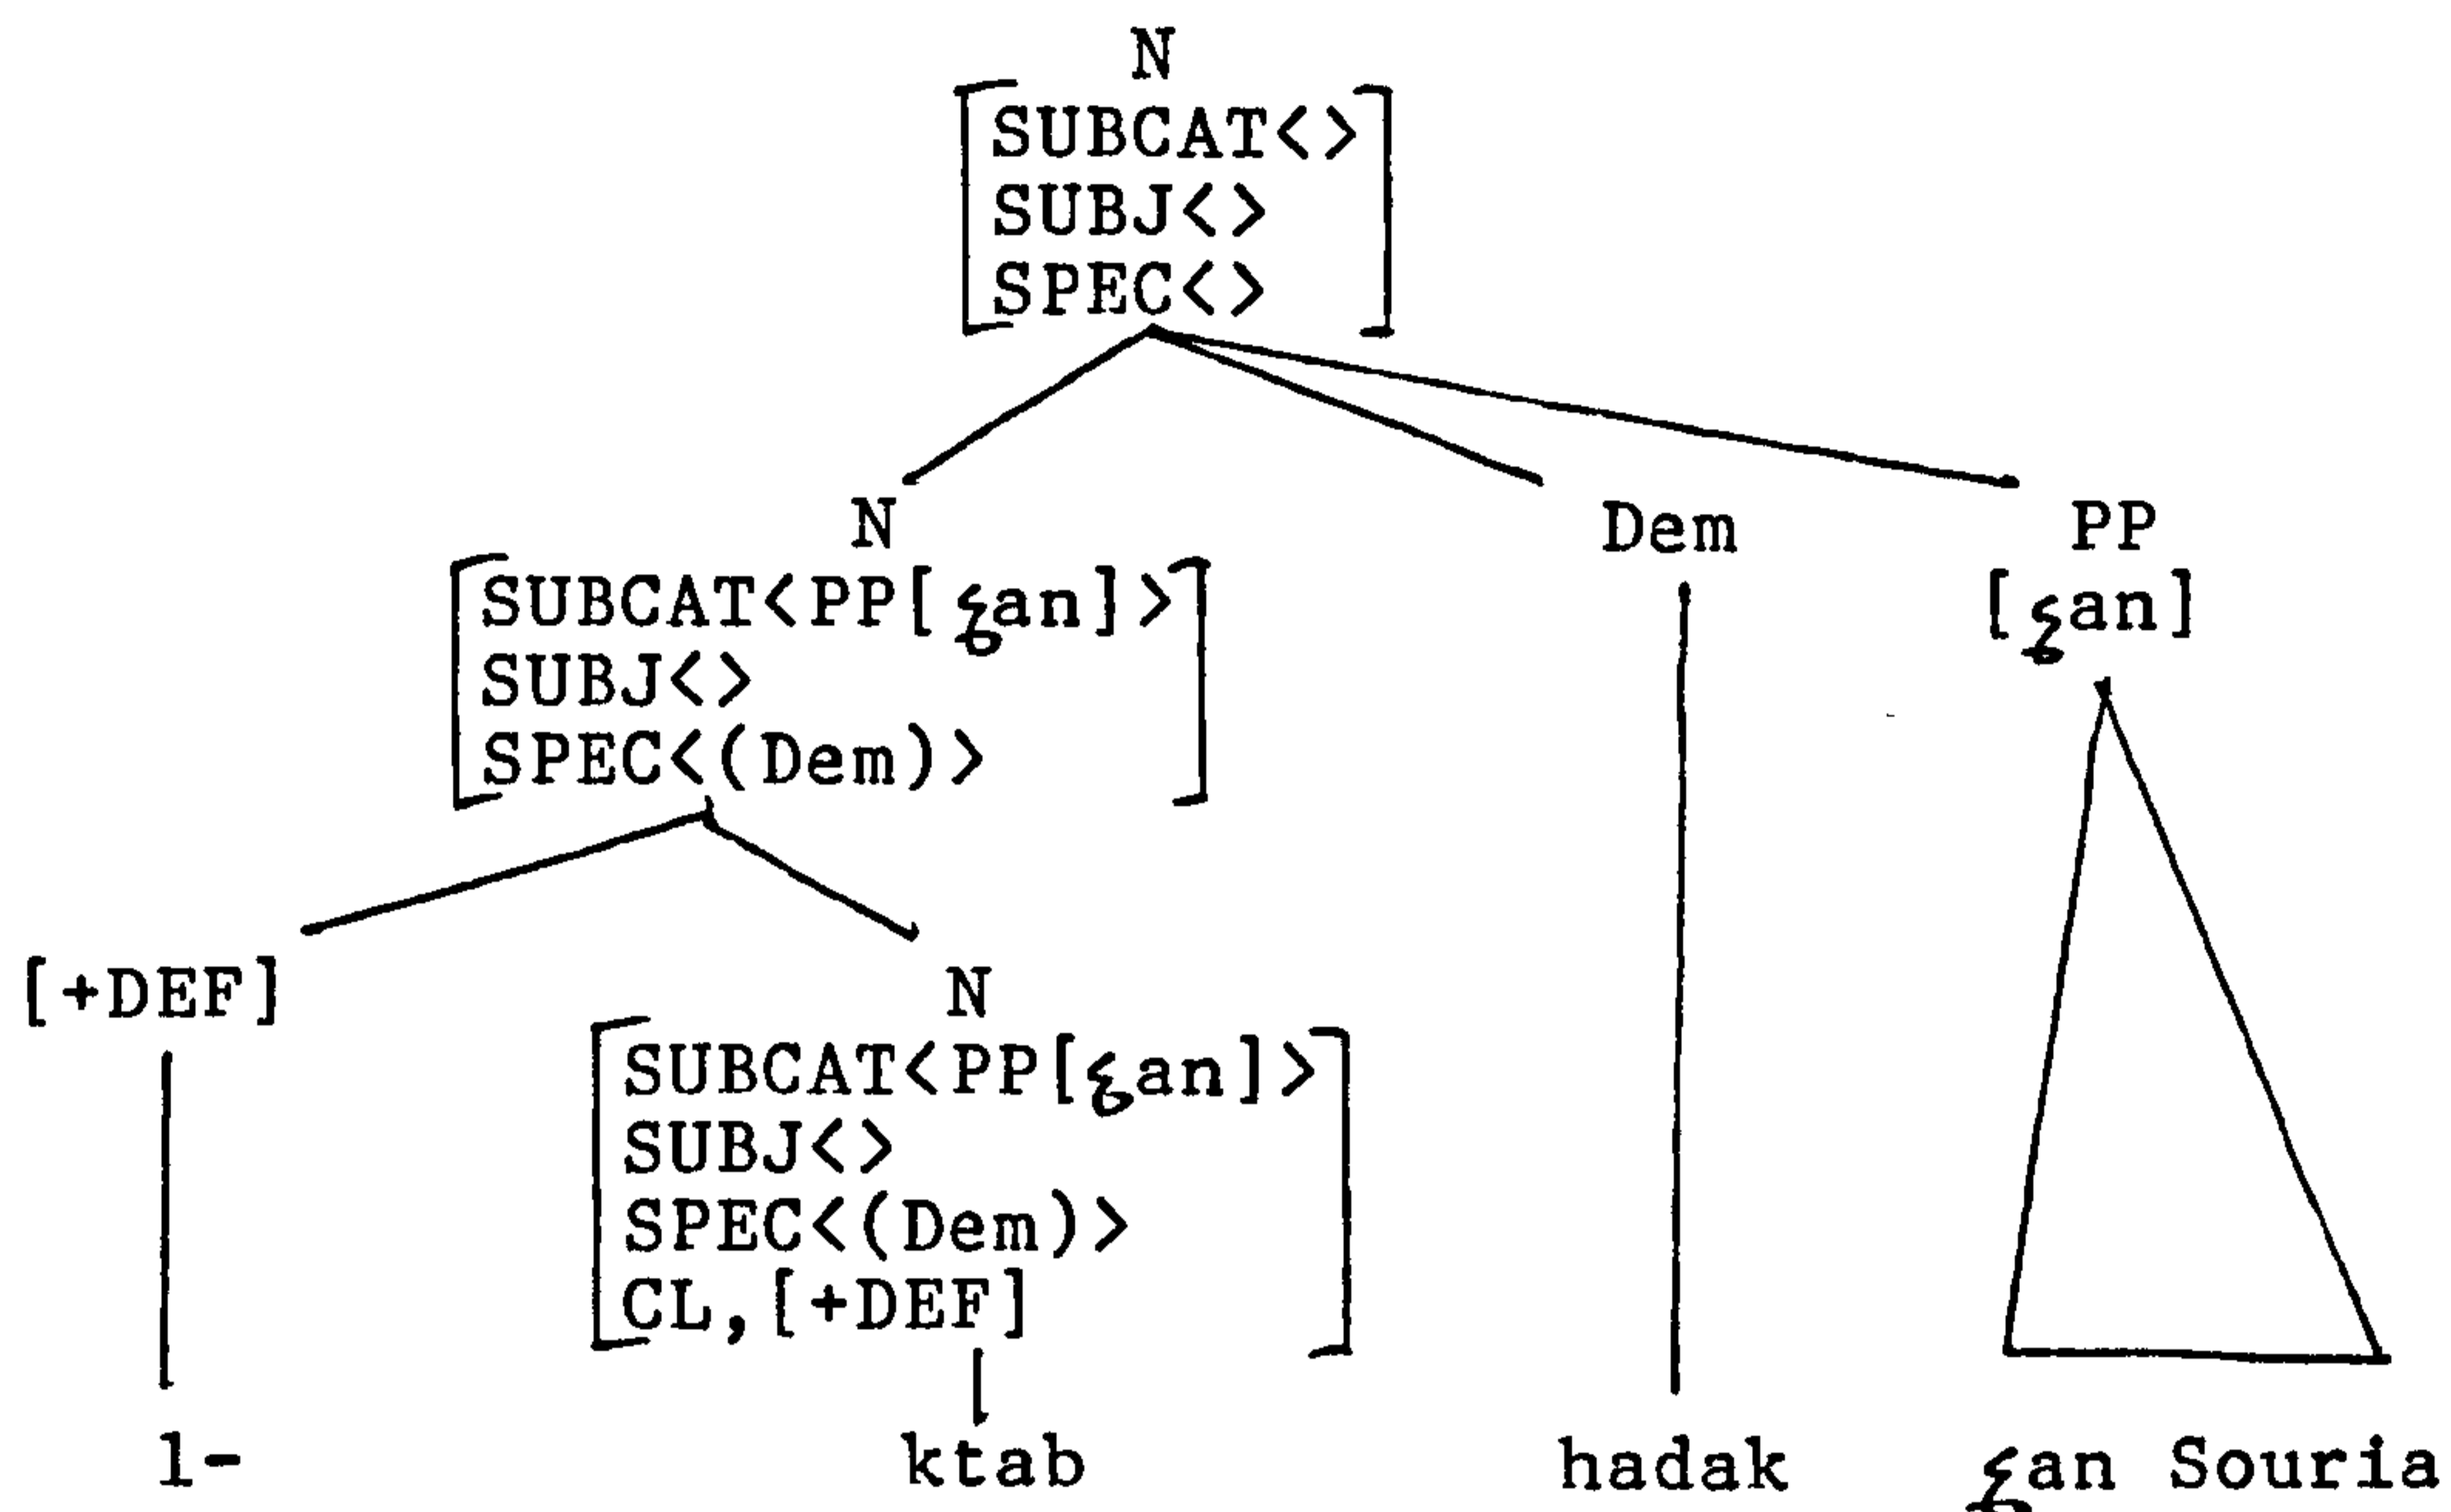 N
SUBCAT<>
SUBJ<>
SPEC<>
N Dem PP
SUBCAT<PP[ʕan]> [ʕan]
SUBJ<>
SPEC<(Dem)>
[+DEF] N
SUBCAT<PP[ʕan]>
SUBJ<>
SPEC<(Dem)>
CL,[+DEF]
l- ktab hadak ʕan Souria